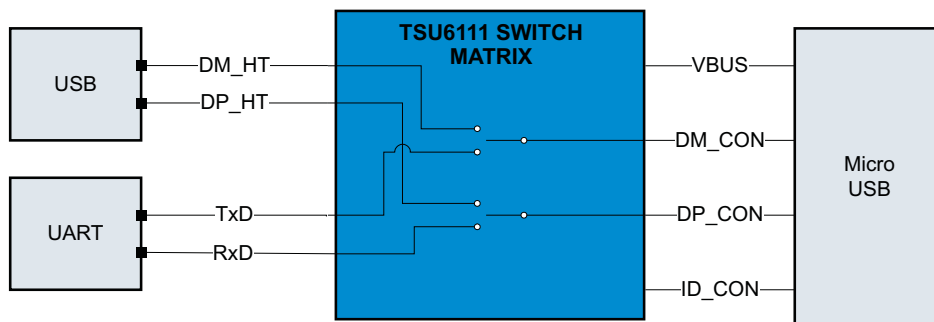 TSU6111 SWITCH
MATRIX
USB
DM_HT
DP_HT
VBUS
DM_CON
Micro
USB
UART
TxD
RxD
DP_CON
ID_CON